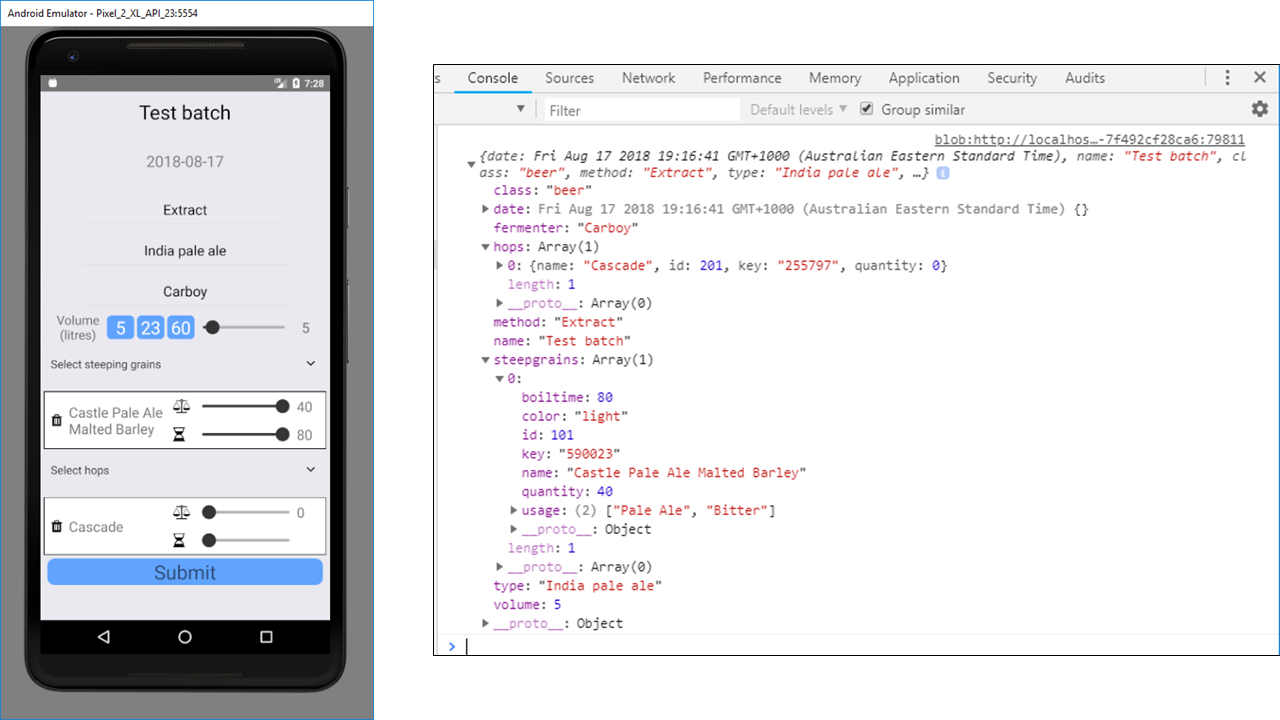 Android Emulator - Pixel_2_XL_API_23:5554
LTE 7:28
Test batch
2018-08-17
Extract
India pale ale
Carboy
Volume
(litres)
5 23 60 5
Select steeping grains
Castle Pale Ale
Malted Barley
40
80
Select hops
Cascade
0
Submit
s Console Sources Network Performance Memory Application Security Audits
Filter Default levels Group similar
blob:http://localhos…-7f492cf28ca6:79811
{date: Fri Aug 17 2018 19:16:41 GMT+1000 (Australian Eastern Standard Time), name: "Test batch", cl
ass: "beer", method: "Extract", type: "India pale ale", …} i
class: "beer"
date: Fri Aug 17 2018 19:16:41 GMT+1000 (Australian Eastern Standard Time) {}
fermenter: "Carboy"
hops: Array(1)
0: {name: "Cascade", id: 201, key: "255797", quantity: 0}
length: 1
__proto__: Array(0)
method: "Extract"
name: "Test batch"
steepgrains: Array(1)
0:
boiltime: 80
color: "light"
id: 101
key: "590023"
name: "Castle Pale Ale Malted Barley"
quantity: 40
usage: (2) ["Pale Ale", "Bitter"]
__proto__: Object
length: 1
__proto__: Array(0)
type: "India pale ale"
volume: 5
__proto__: Object